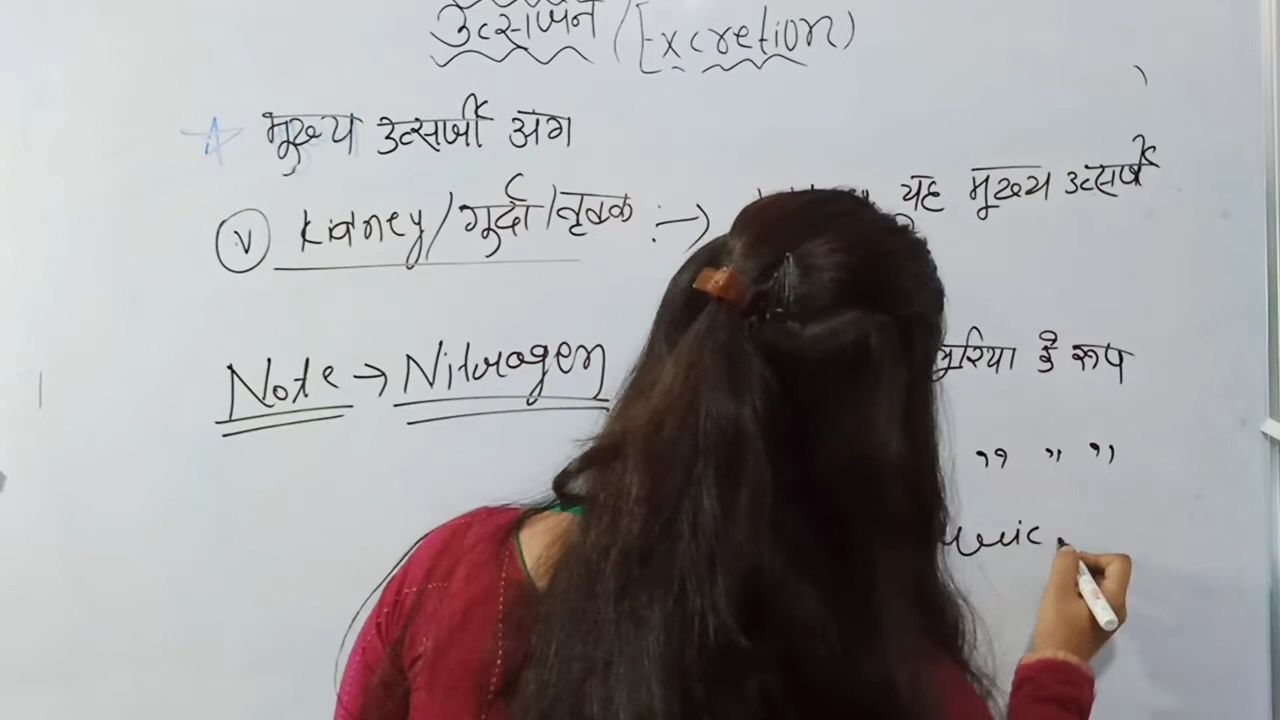 उत्सर्जन / (Excretion)
मुख्य उत्सर्जी अंग
(v) kidney/गुर्दा/वृक्क :→ यह मुख्य उत्सर्जी
Note → Nitrogen यूरिया के रूप
,, ,, ,,
uric